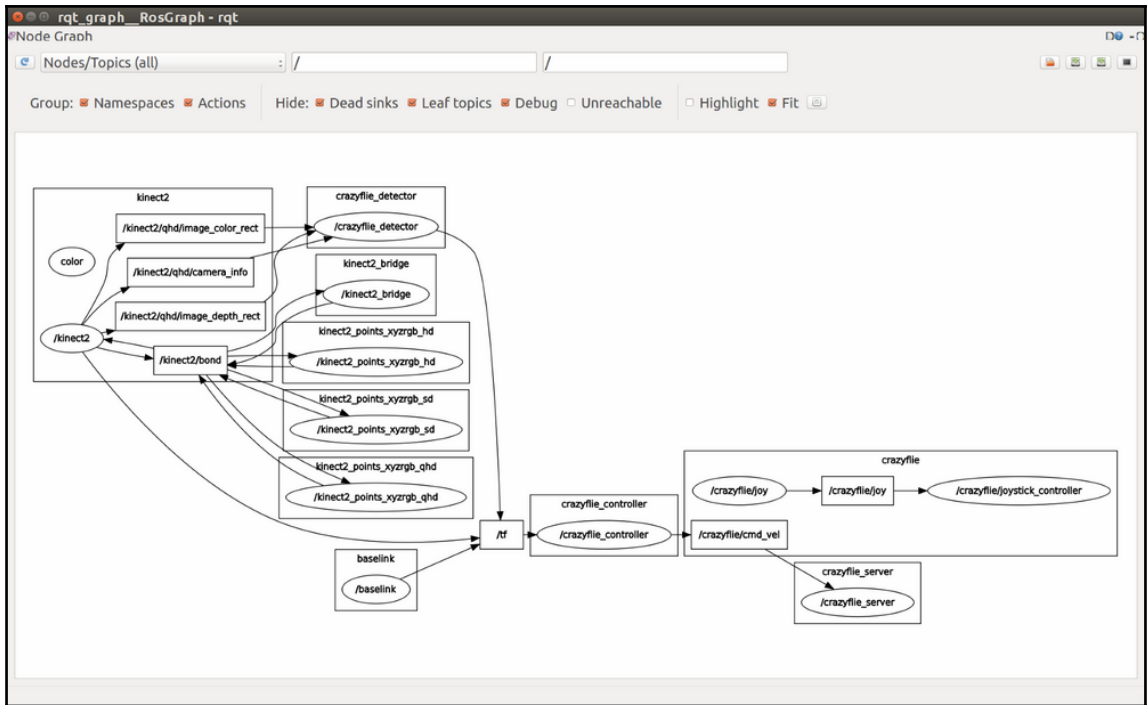 rqt_graph__RosGraph - rqt
Node Graph
Nodes/Topics (all)
/
/
Group: Namespaces Actions Hide: Dead sinks Leaf topics Debug Unreachable Highlight Fit
kinect2
/kinect2/qhd/image_color_rect
color
/kinect2/qhd/camera_info
/kinect2/qhd/image_depth_rect
/kinect2
/kinect2/bond
crazyflie_detector
/crazyflie_detector
kinect2_bridge
/kinect2_bridge
kinect2_points_xyzrgb_hd
/kinect2_points_xyzrgb_hd
kinect2_points_xyzrgb_sd
/kinect2_points_xyzrgb_sd
kinect2_points_xyzrgb_qhd
/kinect2_points_xyzrgb_qhd
baselink
/baselink
/tf
crazyflie_controller
/crazyflie_controller
crazyflie
/crazyflie/joy
/crazyflie/joy
/crazyflie/joystick_controller
/crazyflie/cmd_vel
crazyflie_server
/crazyflie_server